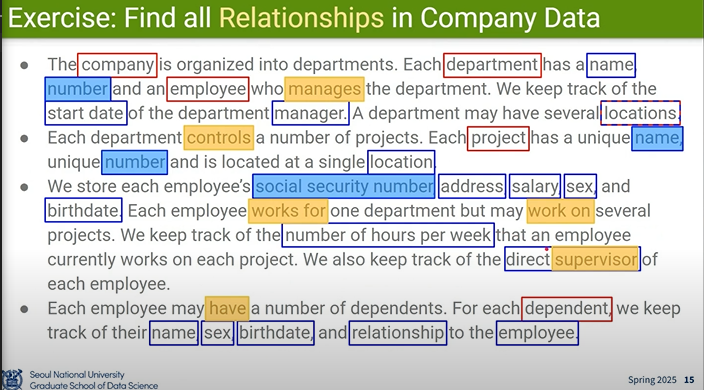 Exercise: Find all Relationships in Company Data
● The company is organized into departments. Each department has a name,
number and an employee who manages the department. We keep track of the
start date of the department manager. A department may have several locations.
● Each department controls a number of projects. Each project has a unique name,
unique number and is located at a single location.
● We store each employee's social security number address, salary, sex, and
birthdate. Each employee works for one department but may work on several
projects. We keep track of the number of hours per week that an employee
currently works on each project. We also keep track of the direct supervisor of
each employee.
● Each employee may have a number of dependents. For each dependent, we keep
track of their name, sex, birthdate, and relationship to the employee.
Seoul National University
Graduate School of Data Science
Spring 2025 15